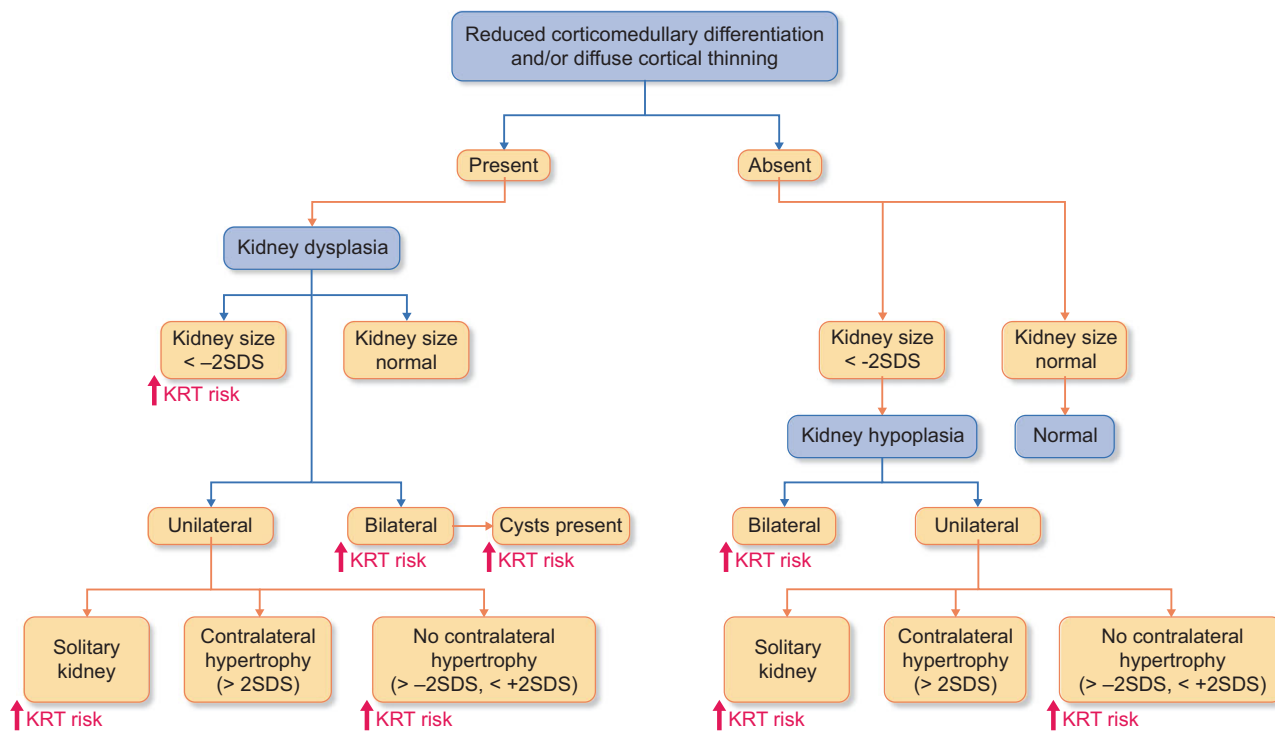 Reduced corticomedullary differentiation
and/or diffuse cortical thinning
Present
Absent
Kidney dysplasia
Kidney size
< –2SDS
KRT risk
Kidney size
normal
Kidney size
< -2SDS
Kidney size
normal
Kidney hypoplasia
Normal
Unilateral
Bilateral
KRT risk
Cysts present
KRT risk
Bilateral
KRT risk
Unilateral
Solitary
kidney
KRT risk
Contralateral
hypertrophy
(> 2SDS)
No contralateral
hypertrophy
(> –2SDS, < +2SDS)
KRT risk
Solitary
kidney
KRT risk
Contralateral
hypertrophy
(> 2SDS)
No contralateral
hypertrophy
(> –2SDS, < +2SDS)
KRT risk